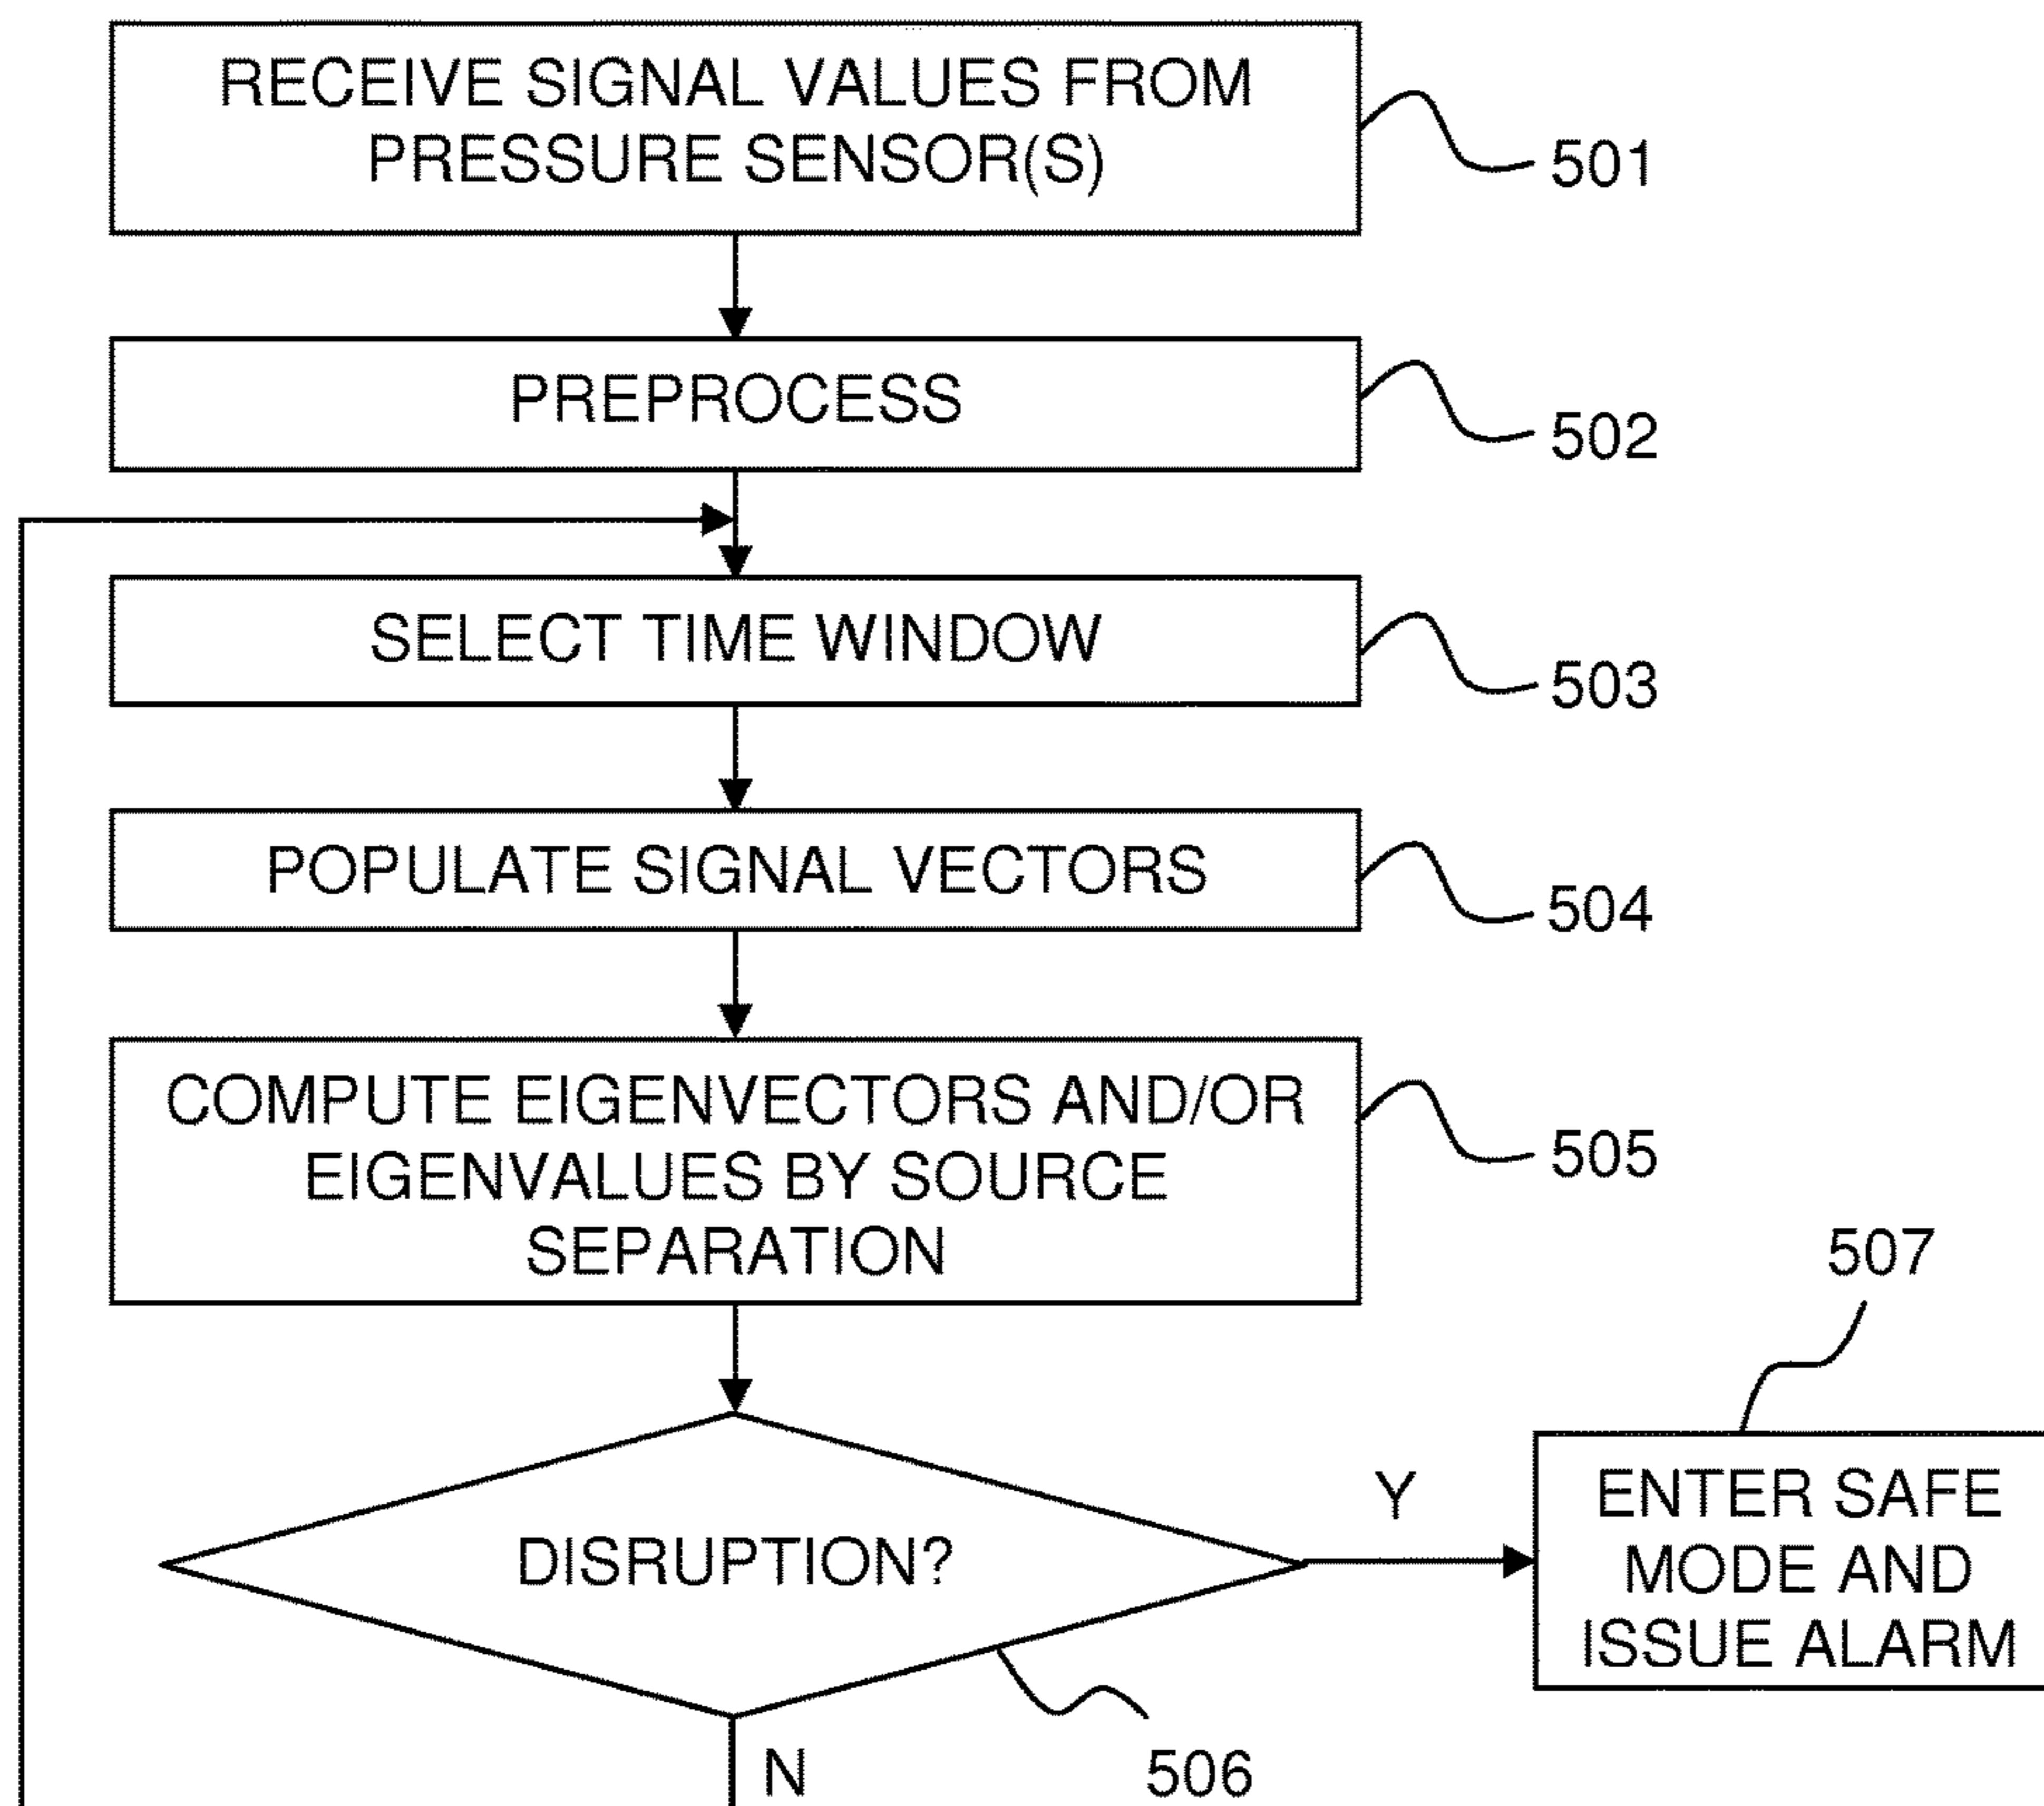 RECEIVE SIGNAL VALUES FROM
PRESSURE SENSOR(S)
501
PREPROCESS
502
SELECT TIME WINDOW
503
POPULATE SIGNAL VECTORS
504
COMPUTE EIGENVECTORS AND/OR
EIGENVALUES BY SOURCE
SEPARATION
505
507
DISRUPTION?
Y
ENTER SAFE
MODE AND
ISSUE ALARM
N
506